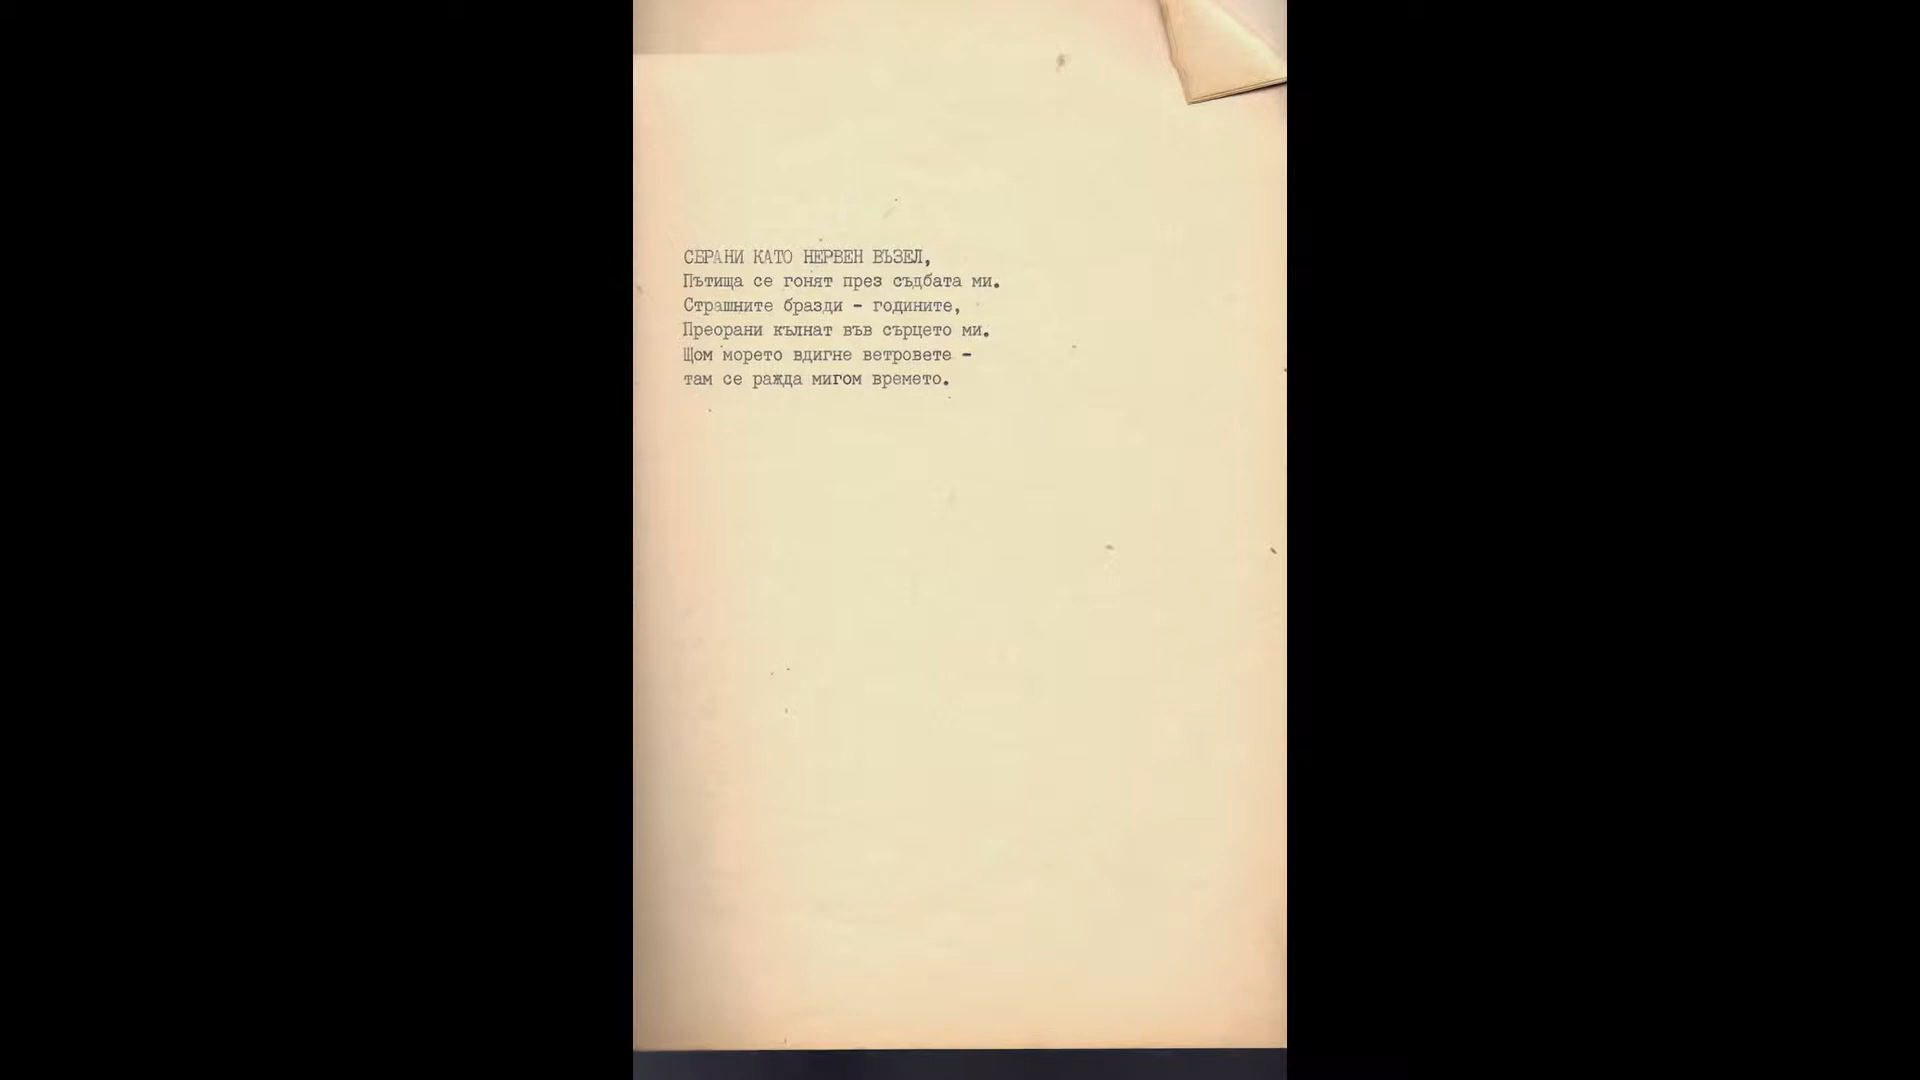 СБРАНИ КАТО НЕРВЕН ВЪЗЕЛ,
Пътища се гонят през съдбата ми.
Страшните бразди - годините,
Преорани кълнат във сърцето ми.
Щом морето вдигне ветровете -
там се ражда мигом времето.